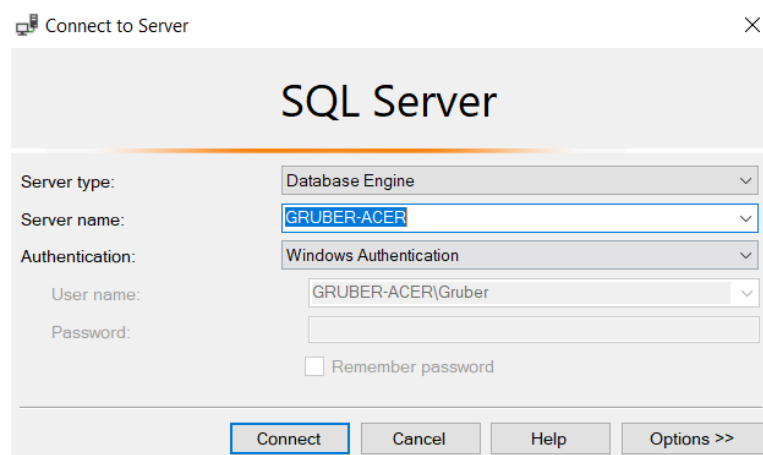 Connect to Server
SQL Server
Server type: Database Engine
Server name: GRUBER-ACER
Authentication: Windows Authentication
User name: GRUBER-ACER\Gruber
Password:
Remember password
Connect Cancel Help Options >>